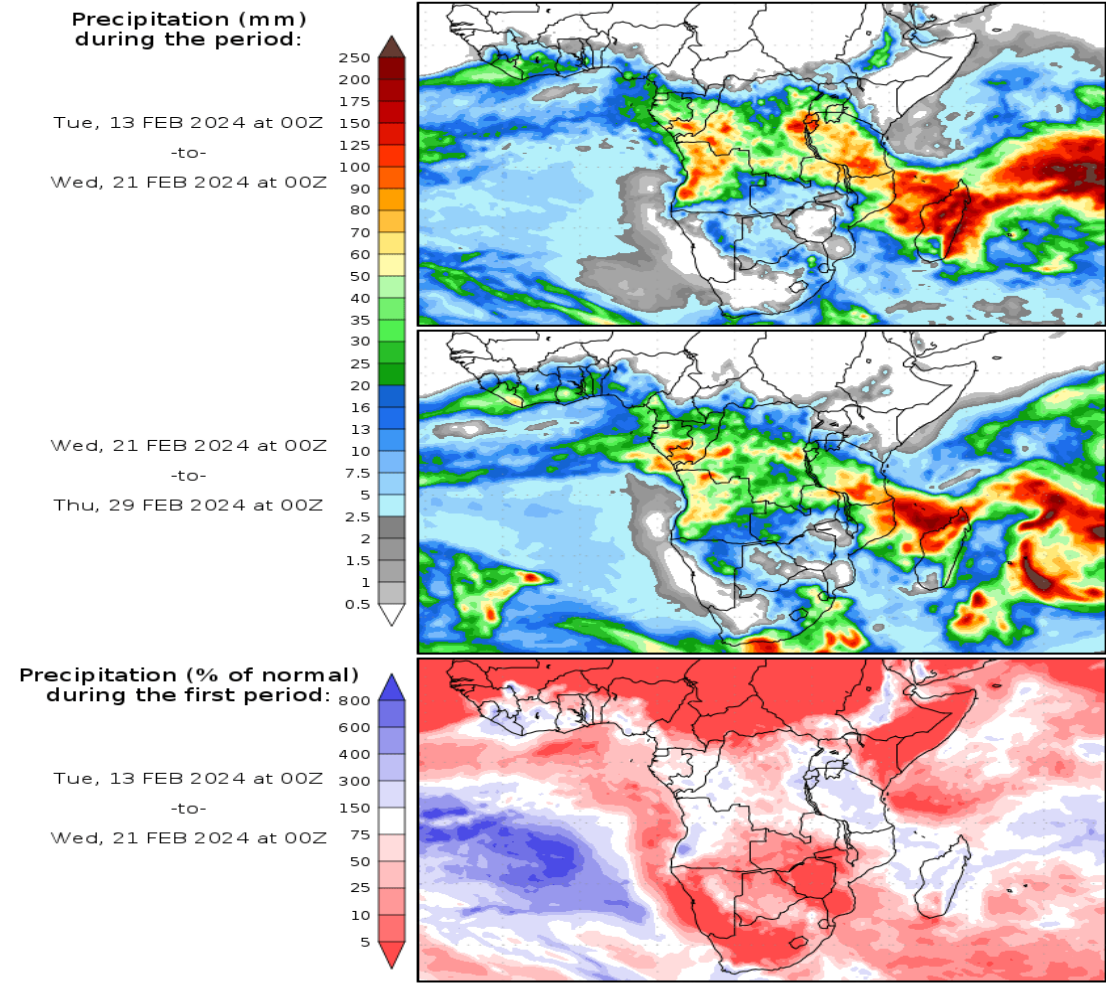 Precipitation (mm)
during the period:
250
200
175
150
125
100
90
80
70
60
50
40
35
30
25
20
16
13
10
7.5
5
2.5
2
1.5
1
0.5
Tue, 13 FEB 2024 at 00Z
-to-
Wed, 21 FEB 2024 at 00Z
Wed, 21 FEB 2024 at 00Z
-to-
Thu, 29 FEB 2024 at 00Z
Precipitation (% of normal)
during the first period:
800
600
400
300
150
75
50
25
10
5
Tue, 13 FEB 2024 at 00Z
-to-
Wed, 21 FEB 2024 at 00Z